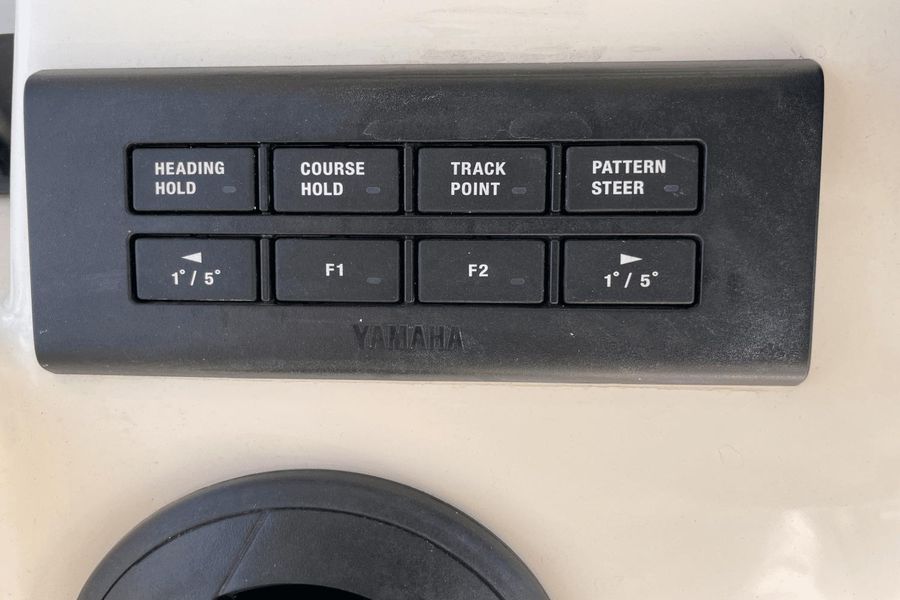 HEADING
HOLD
COURSE
HOLD
TRACK
POINT
PATTERN
STEER
◄
1°/ 5°
F1
F2
►
1°/ 5°
YAMAHA